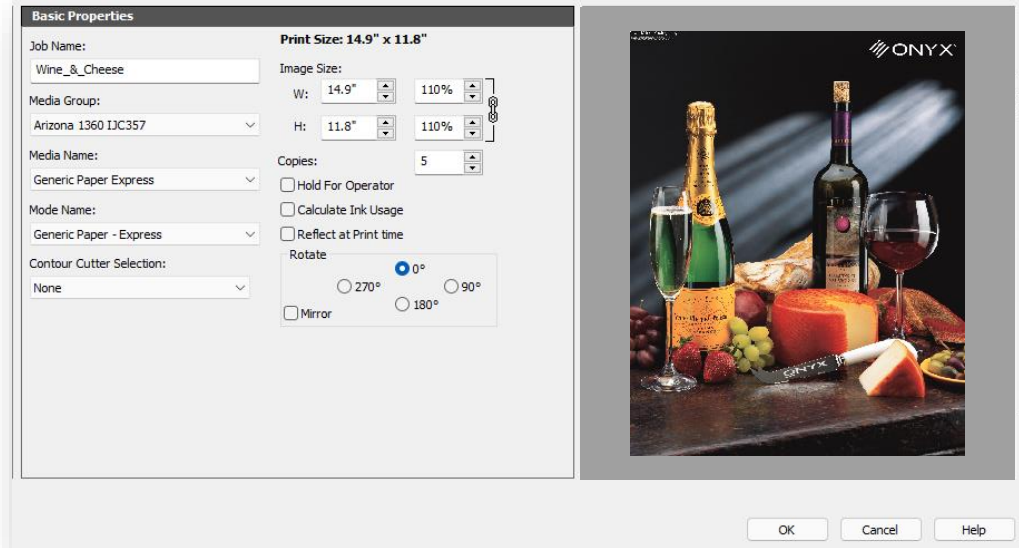 Basic Properties
Job Name:
Wine_&_Cheese
Media Group:
Arizona 1360 IJC357
Media Name:
Generic Paper Express
Mode Name:
Generic Paper - Express
Contour Cutter Selection:
None
Print Size: 14.9" x 11.8"
Image Size:
W: 14.9" 110%
H: 11.8" 110%
Copies: 5
Hold For Operator
Calculate Ink Usage
Reflect at Print time
Rotate
0°
270° 90°
180°
Mirror
ONYX
ONYX
OK Cancel Help